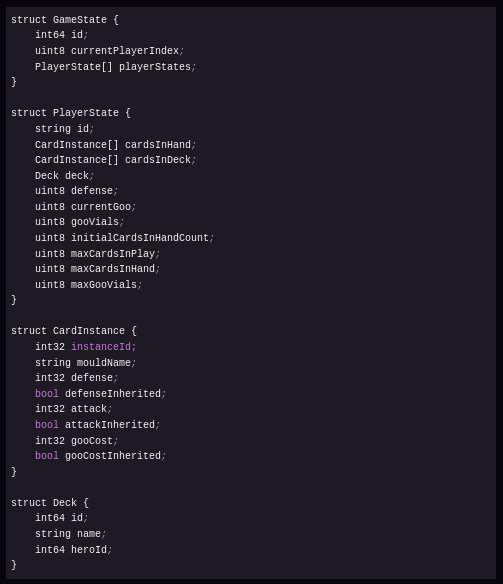 struct GameState {
    int64 id;
    uint8 currentPlayerIndex;
    PlayerState[] playerStates;
}

struct PlayerState {
    string id;
    CardInstance[] cardsInHand;
    CardInstance[] cardsInDeck;
    Deck deck;
    uint8 defense;
    uint8 currentGoo;
    uint8 gooVials;
    uint8 initialCardsInHandCount;
    uint8 maxCardsInPlay;
    uint8 maxCardsInHand;
    uint8 maxGooVials;
}

struct CardInstance {
    int32 instanceId;
    string mouldName;
    int32 defense;
    bool defenseInherited;
    int32 attack;
    bool attackInherited;
    int32 gooCost;
    bool gooCostInherited;
}

struct Deck {
    int64 id;
    string name;
    int64 heroId;
}